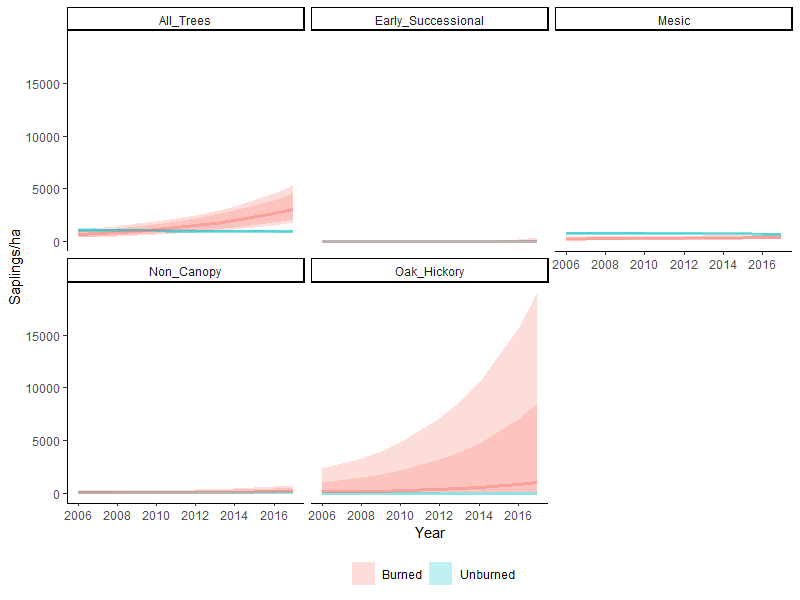 All_Trees
Early_Successional
Mesic
15000
10000
5000
0
2006 2008 2010 2012 2014 2016
Non_Canopy
Oak_Hickory
15000
10000
5000
0
2006 2008 2010 2012 2014 2016
2006 2008 2010 2012 2014 2016
Saplings/ha
Year
Burned
Unburned